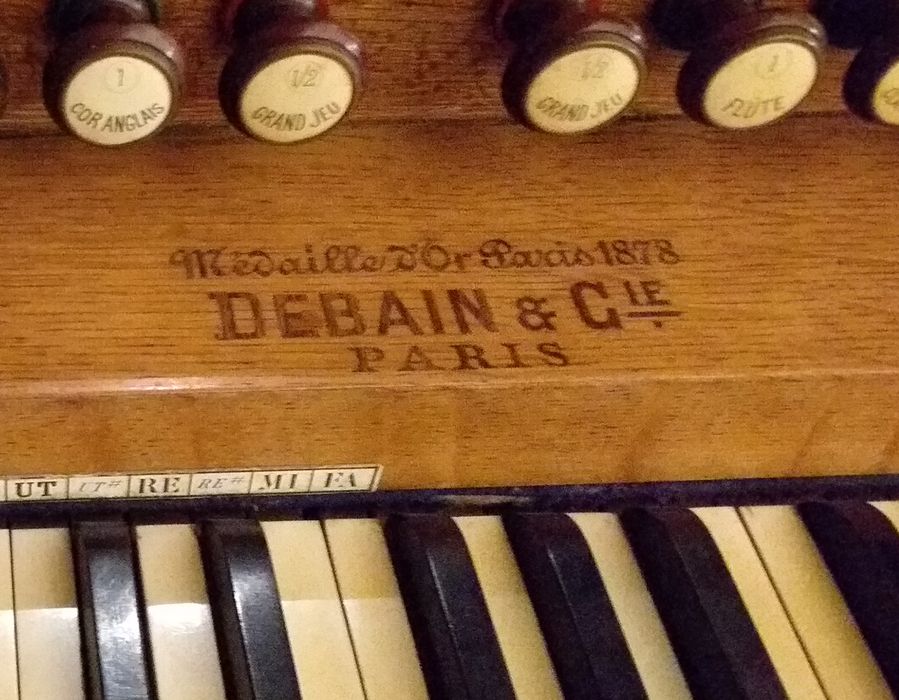 1
COR ANGLAIS
1/2
GRAND JEU
1/2
GRAND JEU
1
FLÛTE
Médaille d'Or Paris 1878
DEBAIN & CIE
PARIS
UT UT# RE RE# MI FA